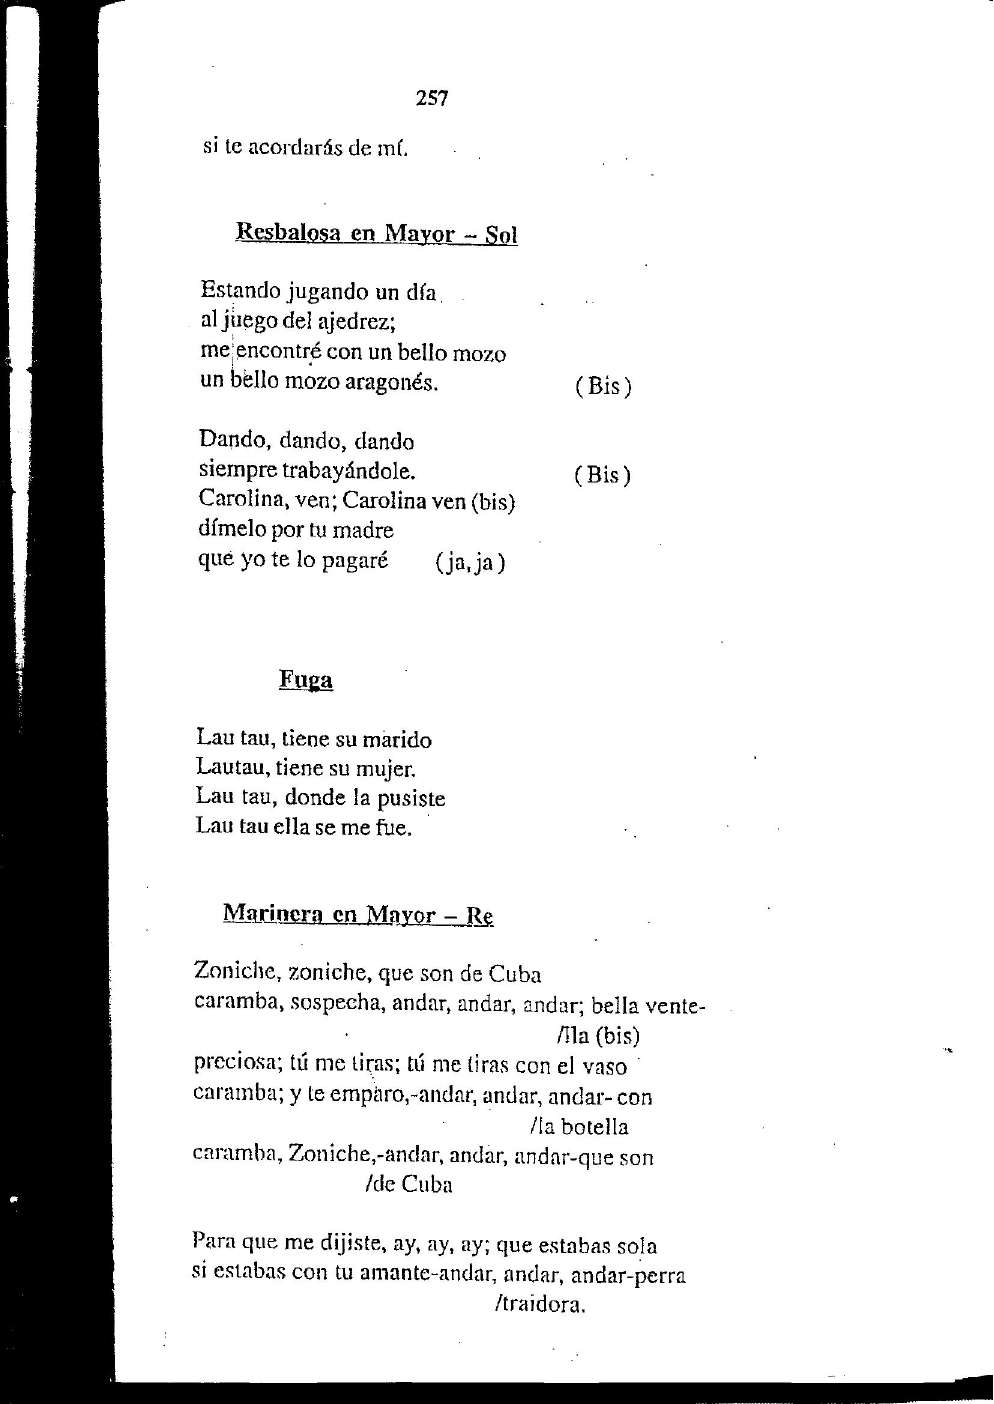 257
si te acordarás de mí.
Resbalosa en Mayor – Sol
Estando jugando un día
al juego del ajedrez;
me encontré con un bello mozo
un bello mozo aragonés. (Bis)
Dando, dando, dando
siempre trabayándole. (Bis)
Carolina, ven; Carolina ven (bis)
dímelo por tu madre
que yo te lo pagaré (ja,ja)
Fuga
Lau tau, tiene su marido
Lautau, tiene su mujer.
Lau tau, donde la pusiste
Lau tau ella se me fue.
Marinera en Mayor – Re
Zoniche, zoniche, que son de Cuba
caramba, sospecha, andar, andar, andar; bella vente-
/lla (bis)
preciosa; tú me tiras; tú me tiras con el vaso
caramba; y te emparo,-andar, andar, andar- con
/la botella
caramba, Zoniche,-andar, andar, andar-que son
/de Cuba
Para que me dijiste, ay, ay, ay; que estabas sola
si estabas con tu amante-andar, andar, andar-perra
/traidora.